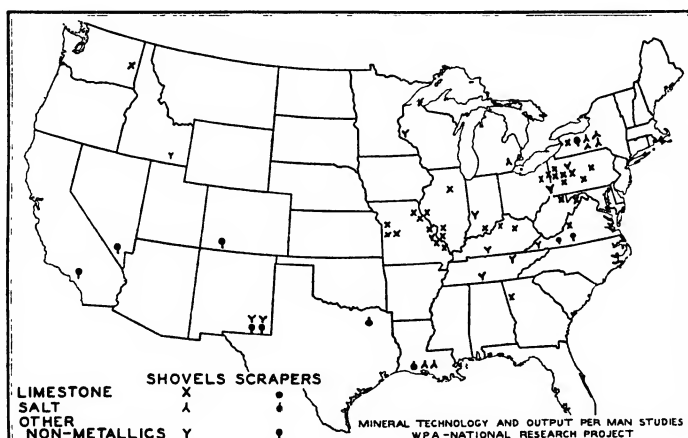 SHOVELS SCRAPERS
LIMESTONE X
SALT
OTHER
NON-METALLICS Y
MINERAL TECHNOLOGY AND OUTPUT PER MAN STUDIES
WPA-NATIONAL RESEARCH PROJECT